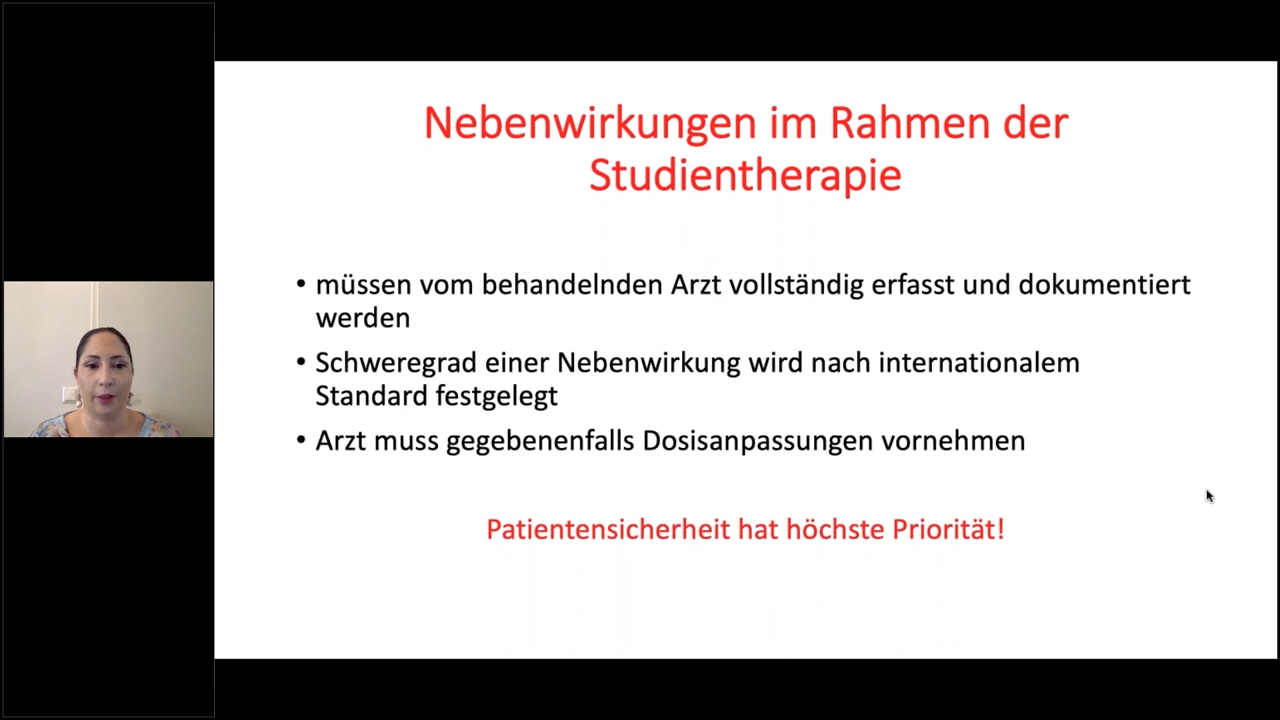 Nebenwirkungen im Rahmen der
Studientherapie
• müssen vom behandelnden Arzt vollständig erfasst und dokumentiert
werden
• Schweregrad einer Nebenwirkung wird nach internationalem
Standard festgelegt
• Arzt muss gegebenenfalls Dosisanpassungen vornehmen
Patientensicherheit hat höchste Priorität!